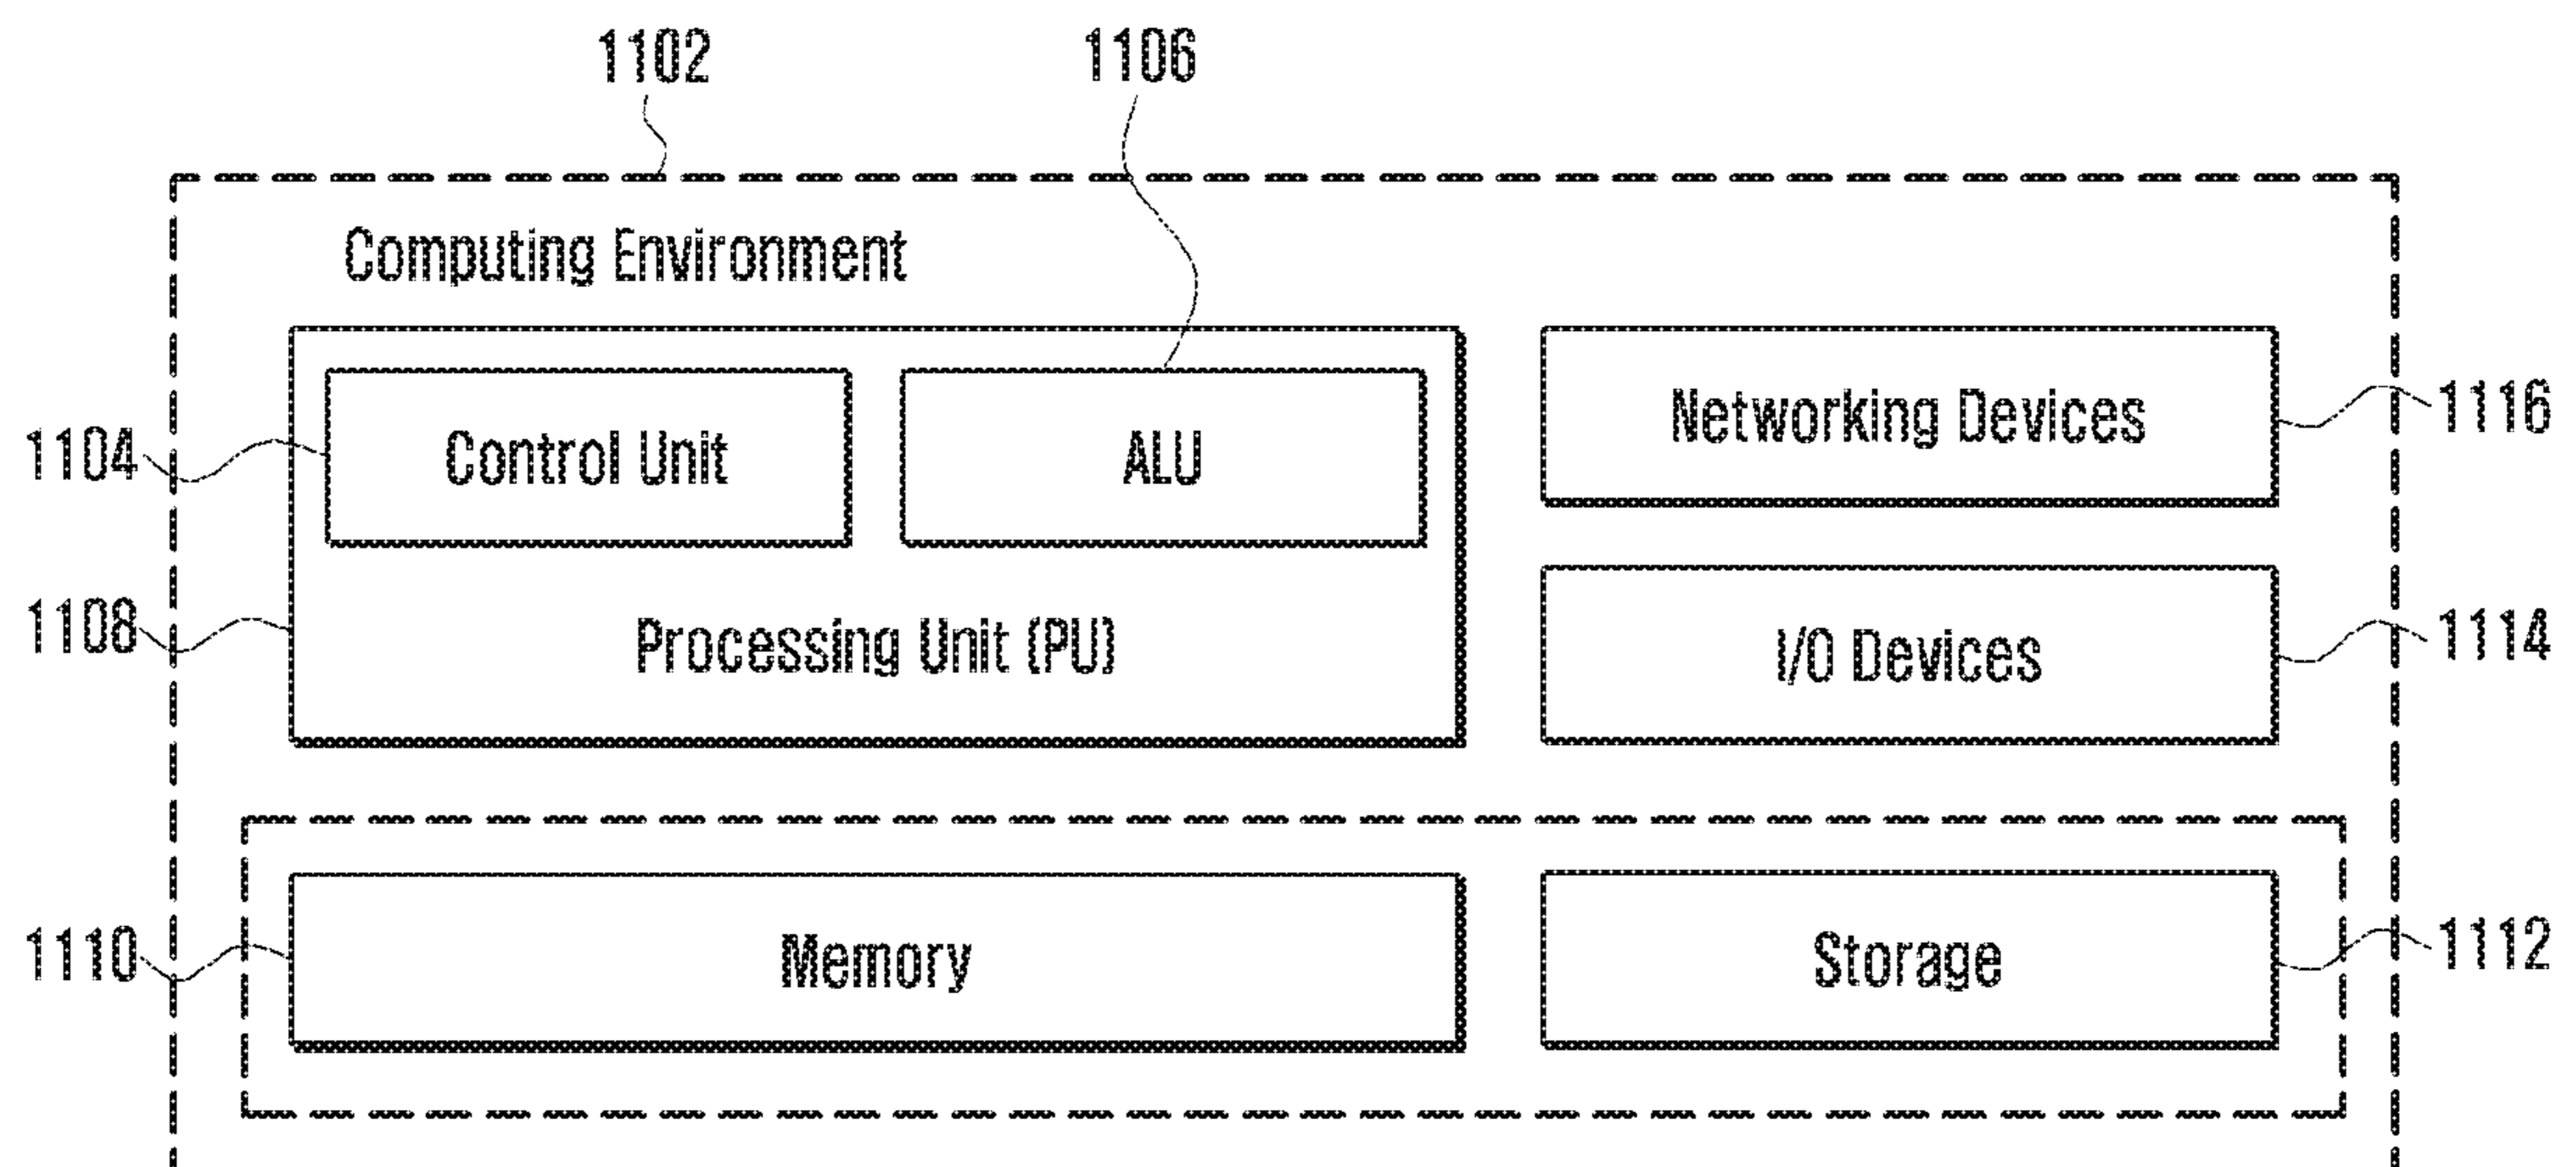 1102
1106
Computing Environment
1104
Control Unit
ALU
Networking Devices
1116
1108
Processing Unit (PU)
I/O Devices
1114
1110
Memory
Storage
1112